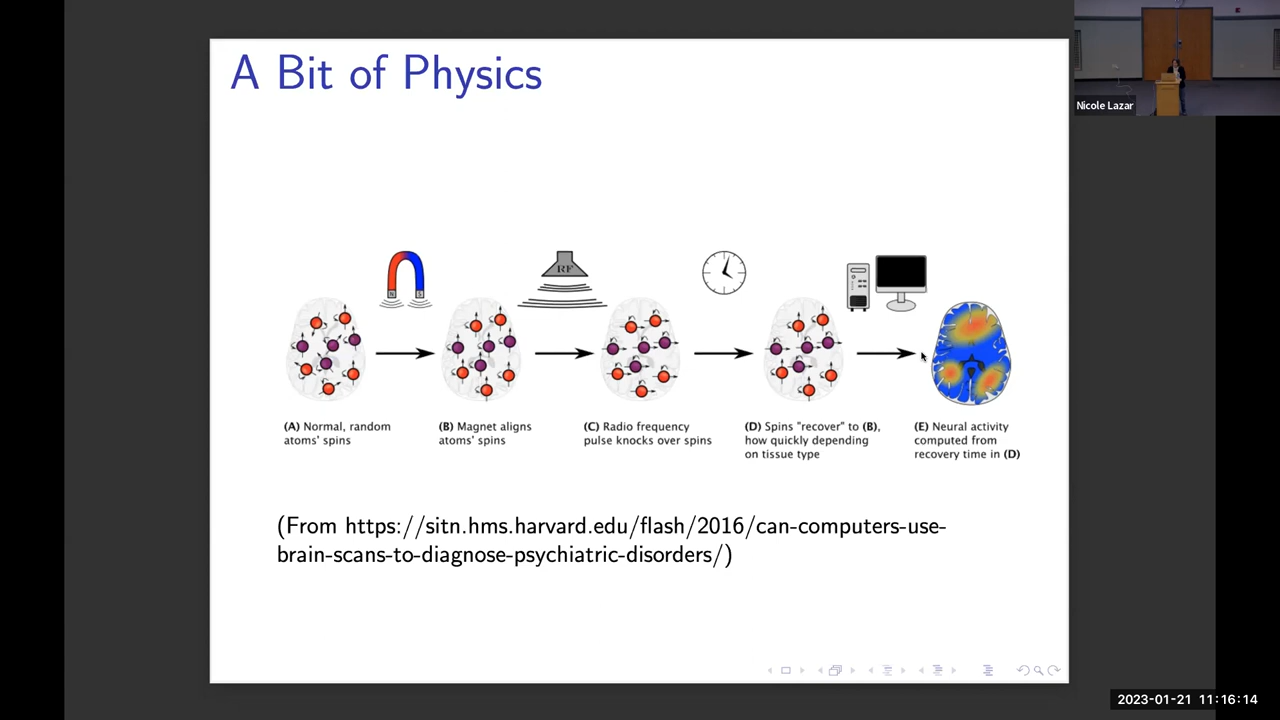 A Bit of Physics
Nicole Lazar
RF
(A) Normal, random
atoms' spins
(B) Magnet aligns
atoms' spins
(C) Radio frequency
pulse knocks over spins
(D) Spins "recover" to (B),
how quickly depending
on tissue type
(E) Neural activity
computed from
recovery time in (D)
(From https://sitn.hms.harvard.edu/flash/2016/can-computers-use-
brain-scans-to-diagnose-psychiatric-disorders/)
2023-01-21 11:16:14